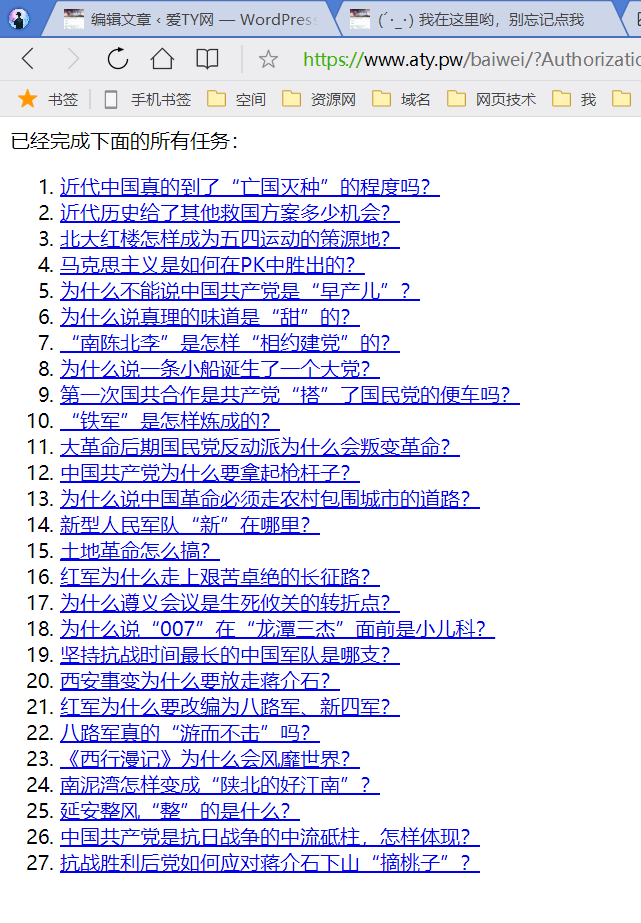 编辑文章 ‹ 爱TY网 — WordPress
(´･_･) 我在这里哟，别忘记点我
https://www.aty.pw/baiwei/?Authorizatio
书签 手机书签 空间 资源网 域名 网页技术 我
已经完成下面的所有任务：
1. 近代中国真的到了“亡国灭种”的程度吗？
2. 近代历史给了其他救国方案多少机会？
3. 北大红楼怎样成为五四运动的策源地？
4. 马克思主义是如何在PK中胜出的？
5. 为什么不能说中国共产党是“早产儿”？
6. 为什么说真理的味道是“甜”的？
7. “南陈北李”是怎样“相约建党”的？
8. 为什么说一条小船诞生了一个大党？
9. 第一次国共合作是共产党“搭”了国民党的便车吗？
10. “铁军”是怎样炼成的？
11. 大革命后期国民党反动派为什么会叛变革命？
12. 中国共产党为什么要拿起枪杆子？
13. 为什么说中国革命必须走农村包围城市的道路？
14. 新型人民军队“新”在哪里？
15. 土地革命怎么搞？
16. 红军为什么走上艰苦卓绝的长征路？
17. 为什么遵义会议是生死攸关的转折点？
18. 为什么说“007”在“龙潭三杰”面前是小儿科？
19. 坚持抗战时间最长的中国军队是哪支？
20. 西安事变为什么要放走蒋介石？
21. 红军为什么要改编为八路军、新四军？
22. 八路军真的“游而不击”吗？
23. 《西行漫记》为什么会风靡世界？
24. 南泥湾怎样变成“陕北的好江南”？
25. 延安整风“整”的是什么？
26. 中国共产党是抗日战争的中流砥柱，怎样体现？
27. 抗战胜利后党如何应对蒋介石下山“摘桃子”？